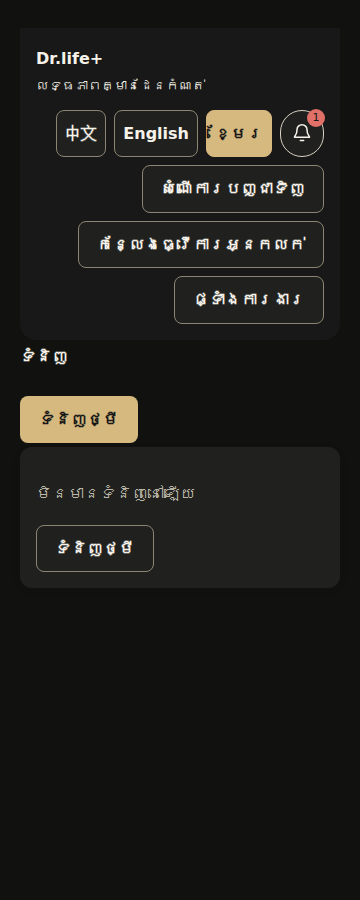 Dr.life+
លទ្ធភាពគ្មានដែនកំណត់
中文
English
ខ្មែរ
1
សំណើការបញ្ជាទិញ
កន្លែងធ្វើការអ្នកលក់
ផ្ទាំងការងារ
ទំនិញ
ទំនិញថ្មី
មិនមានទំនិញនៅឡើយ
ទំនិញថ្មី